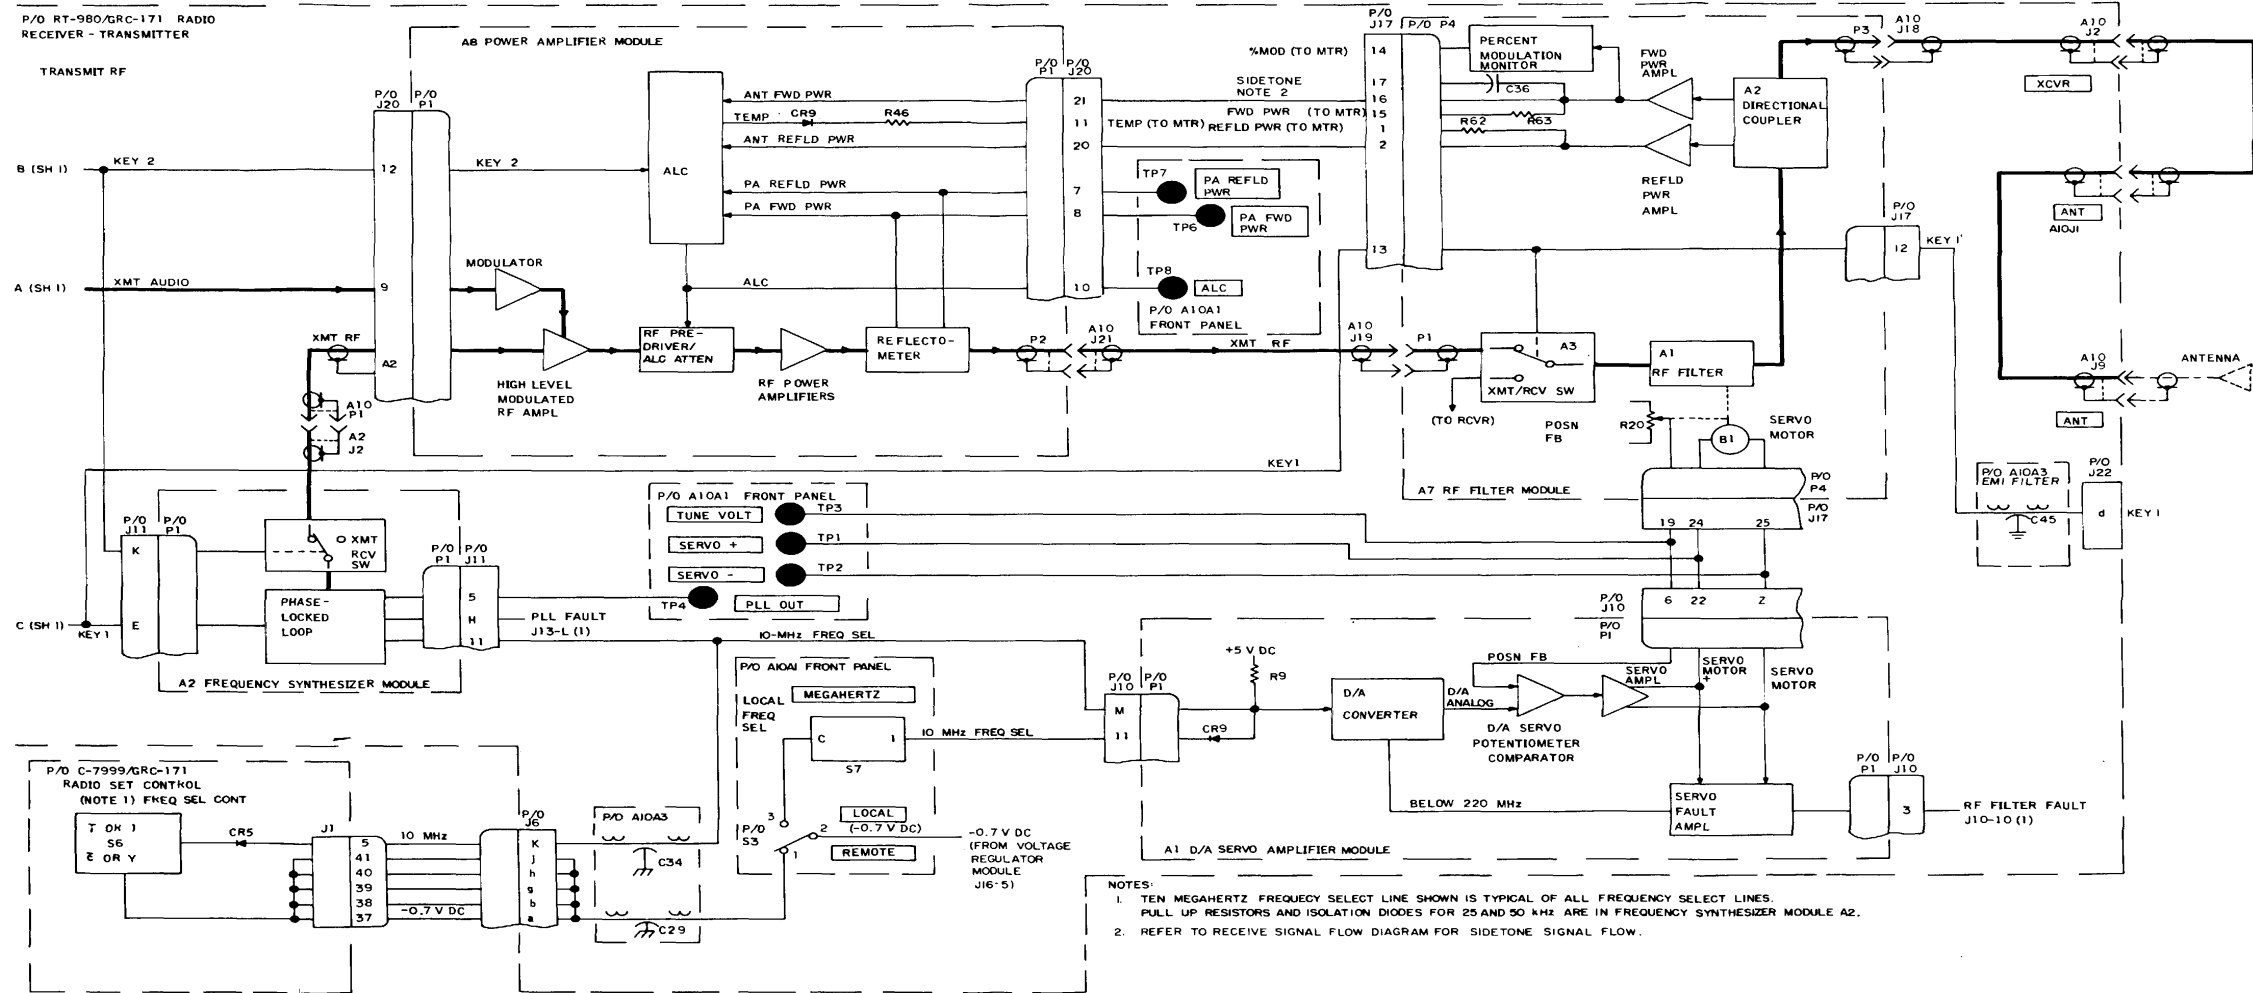 P/O RT-980/GRC-171 RADIO
RECEIVER - TRANSMITTER
TRANSMIT RF
A8 POWER AMPLIFIER MODULE
P/O J20
P/O P1
B (SH 1)
KEY 2
12
KEY 2
A (SH 1)
XMT AUDIO
9
XMT RF
A2
A10 P1
A2 J2
MODULATOR
HIGH LEVEL
MODULATED
RF AMPL
ALC
ANT FWD PWR
TEMP CR9 R46
ANT REFLD PWR
PA REFLD PWR
PA FWD PWR
ALC
RF PRE-
DRIVER/
ALC ATTEN
RF POWER
AMPLIFIERS
REFLECTO-
METER
P/O P1
P/O J20
21
11
20
7
8
10
P2
A10 J21
TEMP (TO MTR)
%MOD (TO MTR)
SIDETONE
NOTE 2
FWD PWR (TO MTR)
REFLD PWR (TO MTR)
TP7
PA REFLD
PWR
TP6
PA FWD
PWR
TP8
ALC
P/O A10A1
FRONT PANEL
XMT RF
A10 J19
P1
P/O J17
P/O P4
14
17
16
15
1
2
13
PERCENT
MODULATION
MONITOR
C36
R62
R63
FWD
PWR
AMPL
REFLD
PWR
AMPL
A2
DIRECTIONAL
COUPLER
P3
A10 J18
A10 J2
XCVR
ANT
A10J1
P/O J17
12
KEY 1
A10 J9
ANT
ANTENNA
A3
XMT/RCV SW
(TO RCVR)
A1
RF FILTER
POSN
FB
R20
B1
SERVO
MOTOR
A7 RF FILTER MODULE
P/O P4
P/O J17
19 24 25
KEY1
P/O A10A3
EMI FILTER
C45
P/O J22
d
KEY 1
P/O J11
P/O P1
K
E
C (SH 1)
KEY1
XMT
RCV
SW
PHASE-
LOCKED
LOOP
P/O P1
P/O J11
5
H
11
PLL FAULT
J13-L (1)
A2 FREQUENCY SYNTHESIZER MODULE
P/O A10A1 FRONT PANEL
TUNE VOLT
TP3
SERVO +
TP1
SERVO -
TP2
TP4
PLL OUT
10-MHz FREQ SEL
P/O A10A1 FRONT PANEL
MEGAHERTZ
LOCAL
FREQ
SEL
C 1
S7
10 MHz FREQ SEL
3
2
1
P/O S3
LOCAL
(-0.7 V DC)
REMOTE
-0.7 V DC
(FROM VOLTAGE
REGULATOR
MODULE
J16-5)
P/O J10
P/O P1
6 22 Z
P/O J10
P/O P1
M
11
+5 V DC
R9
CR9
D/A
CONVERTER
D/A
ANALOG
POSN FB
D/A SERVO
POTENTIOMETER
COMPARATOR
SERVO
AMPL
SERVO
MOTOR
+
SERVO
MOTOR
BELOW 220 MHz
SERVO
FAULT
AMPL
P/O P1
P/O J10
3
RF FILTER FAULT
J10-10 (1)
A1 D/A SERVO AMPLIFIER MODULE
P/O C-7999/GRC-171
RADIO SET CONTROL
(NOTE 1) FREQ SEL CONT
S6
CR5
J1
5
41
40
39
38
37
10 MHz
-0.7 V DC
P/O J6
K
j
h
g
b
a
P/O A10A3
C34
C29
NOTES:
1. TEN MEGAHERTZ FREQUECY SELECT LINE SHOWN IS TYPICAL OF ALL FREQUENCY SELECT LINES.
PULL UP RESISTORS AND ISOLATION DIODES FOR 25 AND 50 kHz ARE IN FREQUENCY SYNTHESIZER MODULE A2.
2. REFER TO RECEIVE SIGNAL FLOW DIAGRAM FOR SIDETONE SIGNAL FLOW.